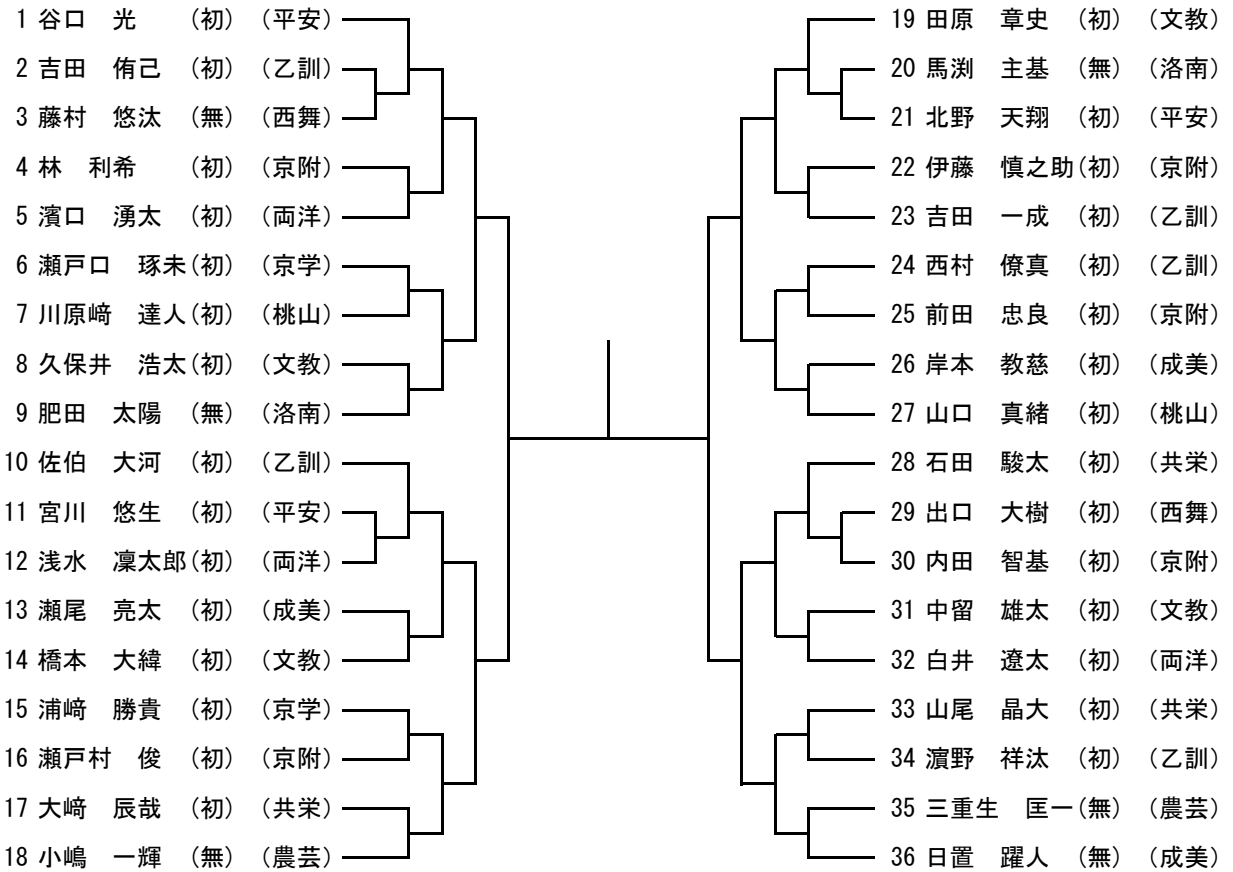 1 谷口　光　（初）（平安）
2 吉田　侑己　（初）（乙訓）
3 藤村　悠汰　（無）（西舞）
4 林　利希　（初）（京附）
5 濱口　湧太　（初）（両洋）
6 瀬戸口　琢未（初）（京学）
7 川原﨑　達人（初）（桃山）
8 久保井　浩太（初）（文教）
9 肥田　太陽　（無）（洛南）
10 佐伯　大河　（初）（乙訓）
11 宮川　悠生　（初）（平安）
12 浅水　凜太郎（初）（両洋）
13 瀬尾　亮太　（初）（成美）
14 橋本　大緯　（初）（文教）
15 浦﨑　勝貴　（初）（京学）
16 瀬戸村　俊　（初）（京附）
17 大﨑　辰哉　（初）（共栄）
18 小嶋　一輝　（無）（農芸）
19 田原　章史　（初）（文教）
20 馬渕　主基　（無）（洛南）
21 北野　天翔　（初）（平安）
22 伊藤　慎之助（初）（京附）
23 吉田　一成　（初）（乙訓）
24 西村　僚真　（初）（乙訓）
25 前田　忠良　（初）（京附）
26 岸本　教慈　（初）（成美）
27 山口　真緒　（初）（桃山）
28 石田　駿太　（初）（共栄）
29 出口　大樹　（初）（西舞）
30 内田　智基　（初）（京附）
31 中留　雄太　（初）（文教）
32 白井　遼太　（初）（両洋）
33 山尾　晶大　（初）（共栄）
34 濵野　祥汰　（初）（乙訓）
35 三重生　匡一（無）（農芸）
36 日置　躍人　（無）（成美）